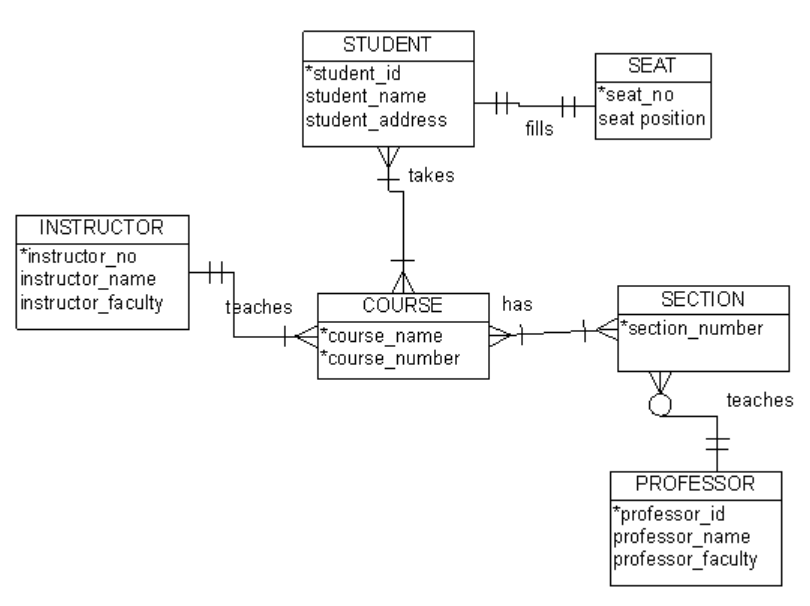 STUDENT
*student_id
student_name
student_address
SEAT
*seat_no
seat position
fills
takes
INSTRUCTOR
*instructor_no
instructor_name
instructor_faculty
teaches
COURSE
*course_name
*course_number
has
SECTION
*section_number
teaches
PROFESSOR
*professor_id
professor_name
professor_faculty